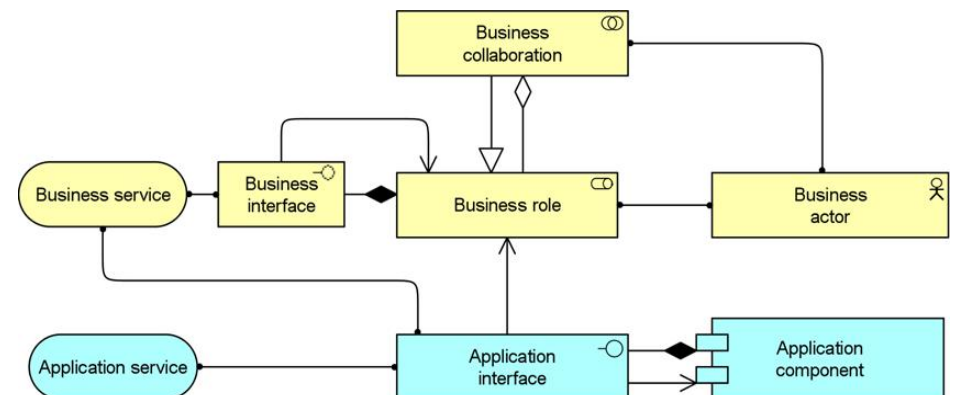 Business
collaboration
Business service
Business
interface
Business role
Business
actor
Application service
Application
interface
Application
component